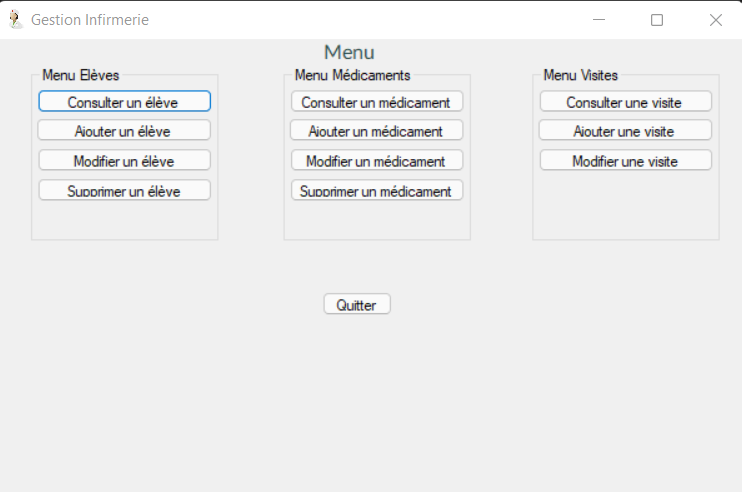 Gestion Infirmerie
Menu
Menu Elèves
Consulter un élève
Ajouter un élève
Modifier un élève
Supprimer un élève
Menu Médicaments
Consulter un médicament
Ajouter un médicament
Modifier un médicament
Supprimer un médicament
Menu Visites
Consulter une visite
Ajouter une visite
Modifier une visite
Quitter